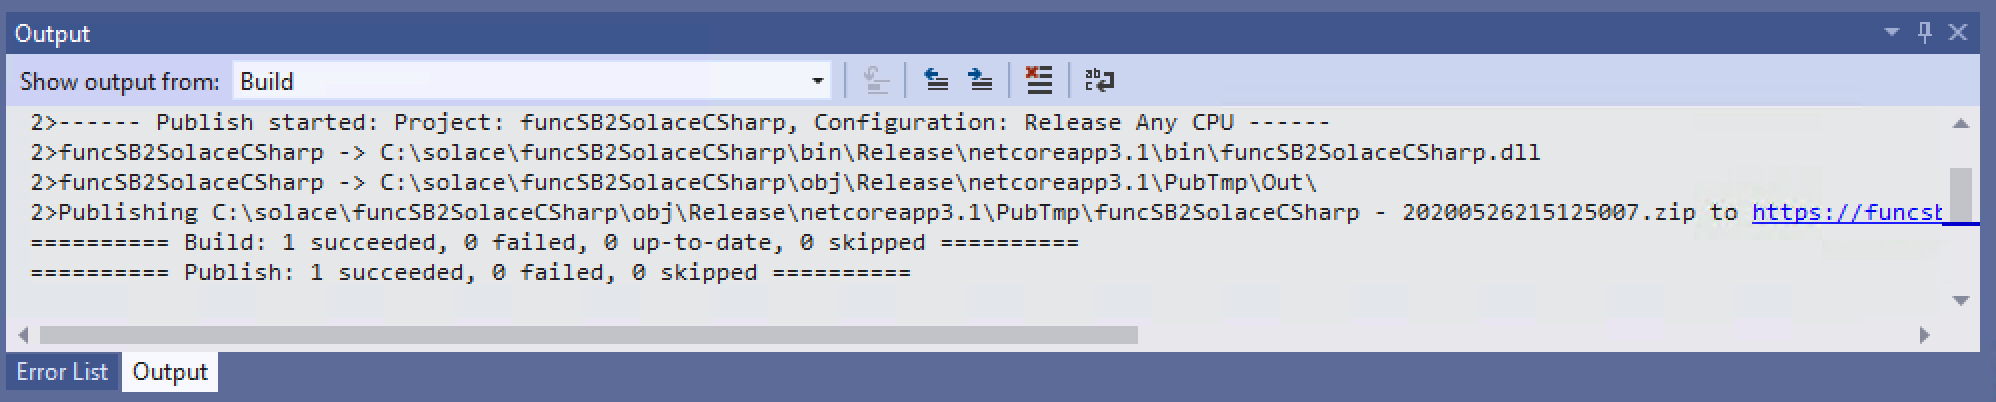 Output
Show output from: Build
2>------ Publish started: Project: funcSB2SolaceCSharp, Configuration: Release Any CPU ------
2>funcSB2SolaceCSharp -> C:\solace\funcSB2SolaceCSharp\bin\Release\netcoreapp3.1\bin\funcSB2SolaceCSharp.dll
2>funcSB2SolaceCSharp -> C:\solace\funcSB2SolaceCSharp\obj\Release\netcoreapp3.1\PubTmp\Out\
2>Publishing C:\solace\funcSB2SolaceCSharp\obj\Release\netcoreapp3.1\PubTmp\funcSB2SolaceCSharp - 20200526215125007.zip to https://funcsb
========== Build: 1 succeeded, 0 failed, 0 up-to-date, 0 skipped ==========
========== Publish: 1 succeeded, 0 failed, 0 skipped ==========
Error List Output